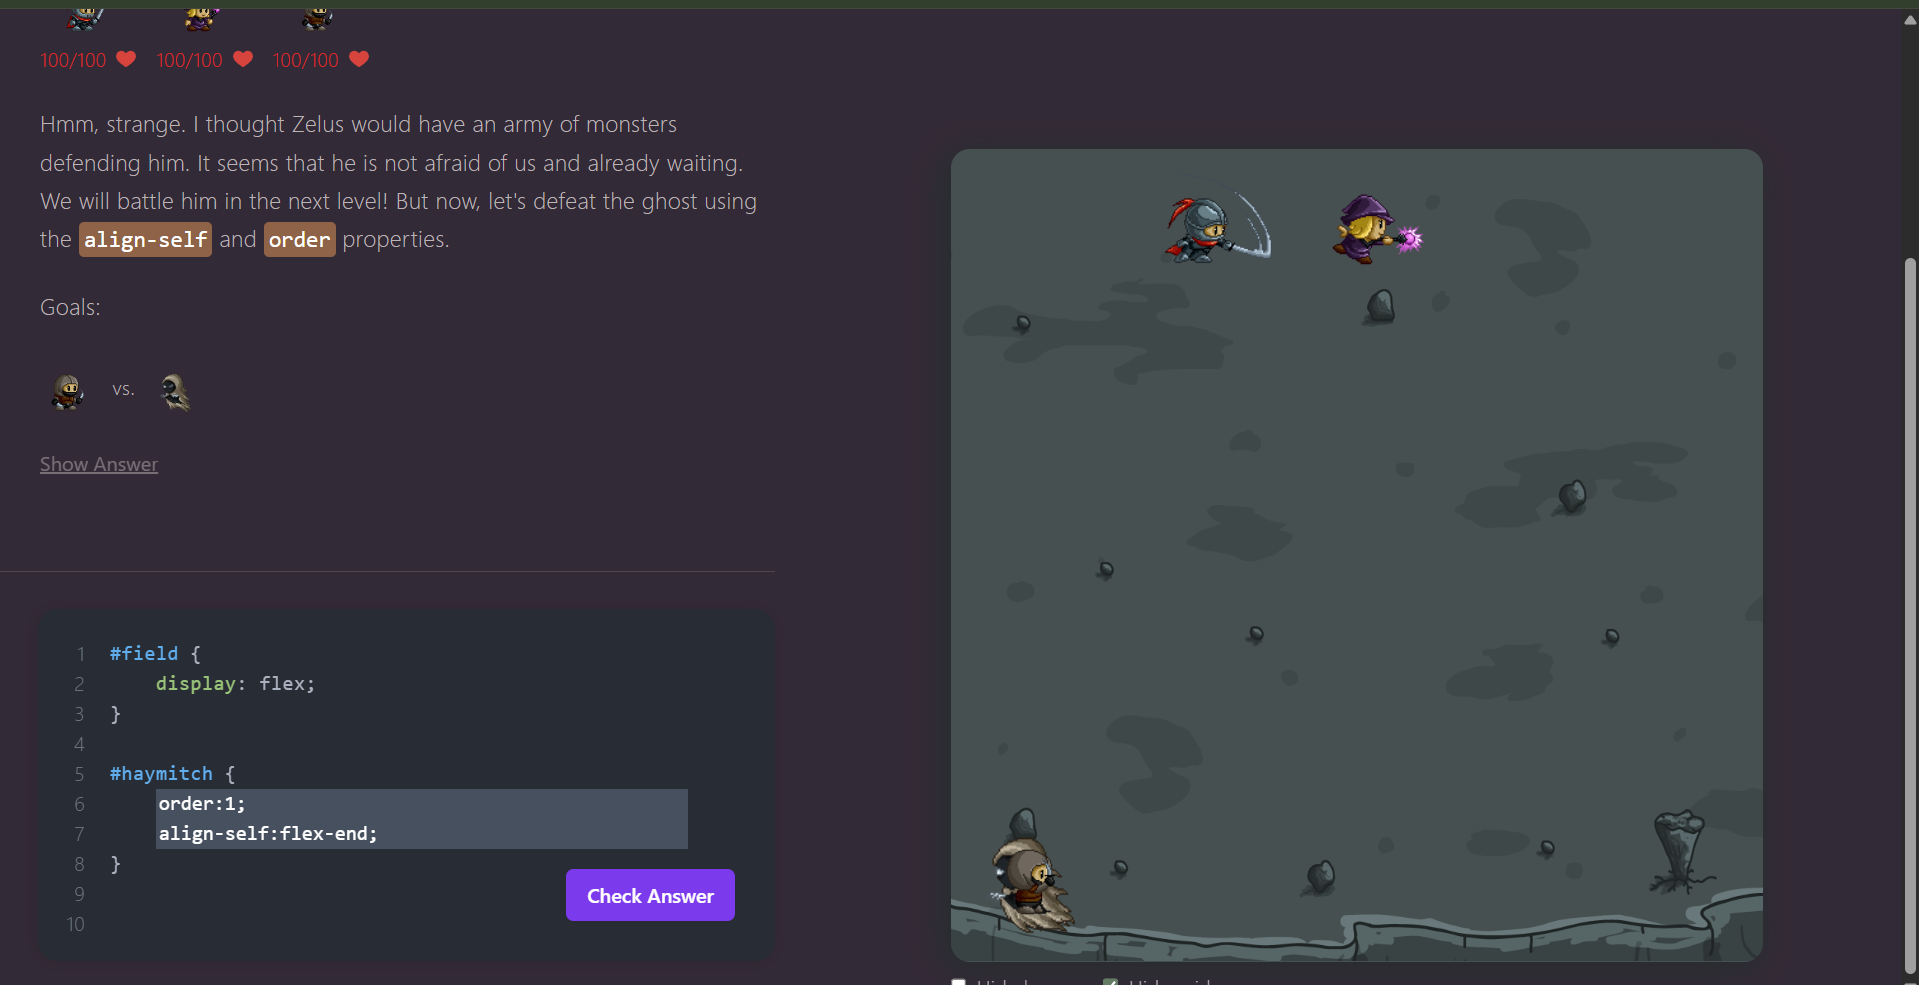 100/100 100/100 100/100
Hmm, strange. I thought Zelus would have an army of monsters
defending him. It seems that he is not afraid of us and already waiting.
We will battle him in the next level! But now, let's defeat the ghost using
the align-self and order properties.
Goals:
vs.
Show Answer
1 #field {
2 display: flex;
3 }
4
5 #haymitch {
6 order:1;
7 align-self:flex-end;
8 }
9
10
Check Answer